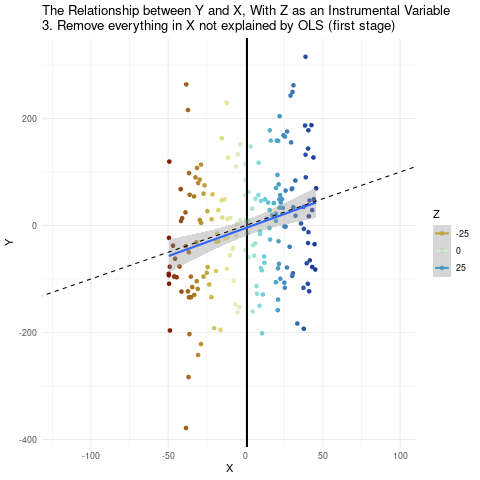 The Relationship between Y and X, With Z as an Instrumental Variable
3. Remove everything in X not explained by OLS (first stage)
200
0
-200
-400
Y
-100
-50
0
50
100
X
Z
-25
0
25